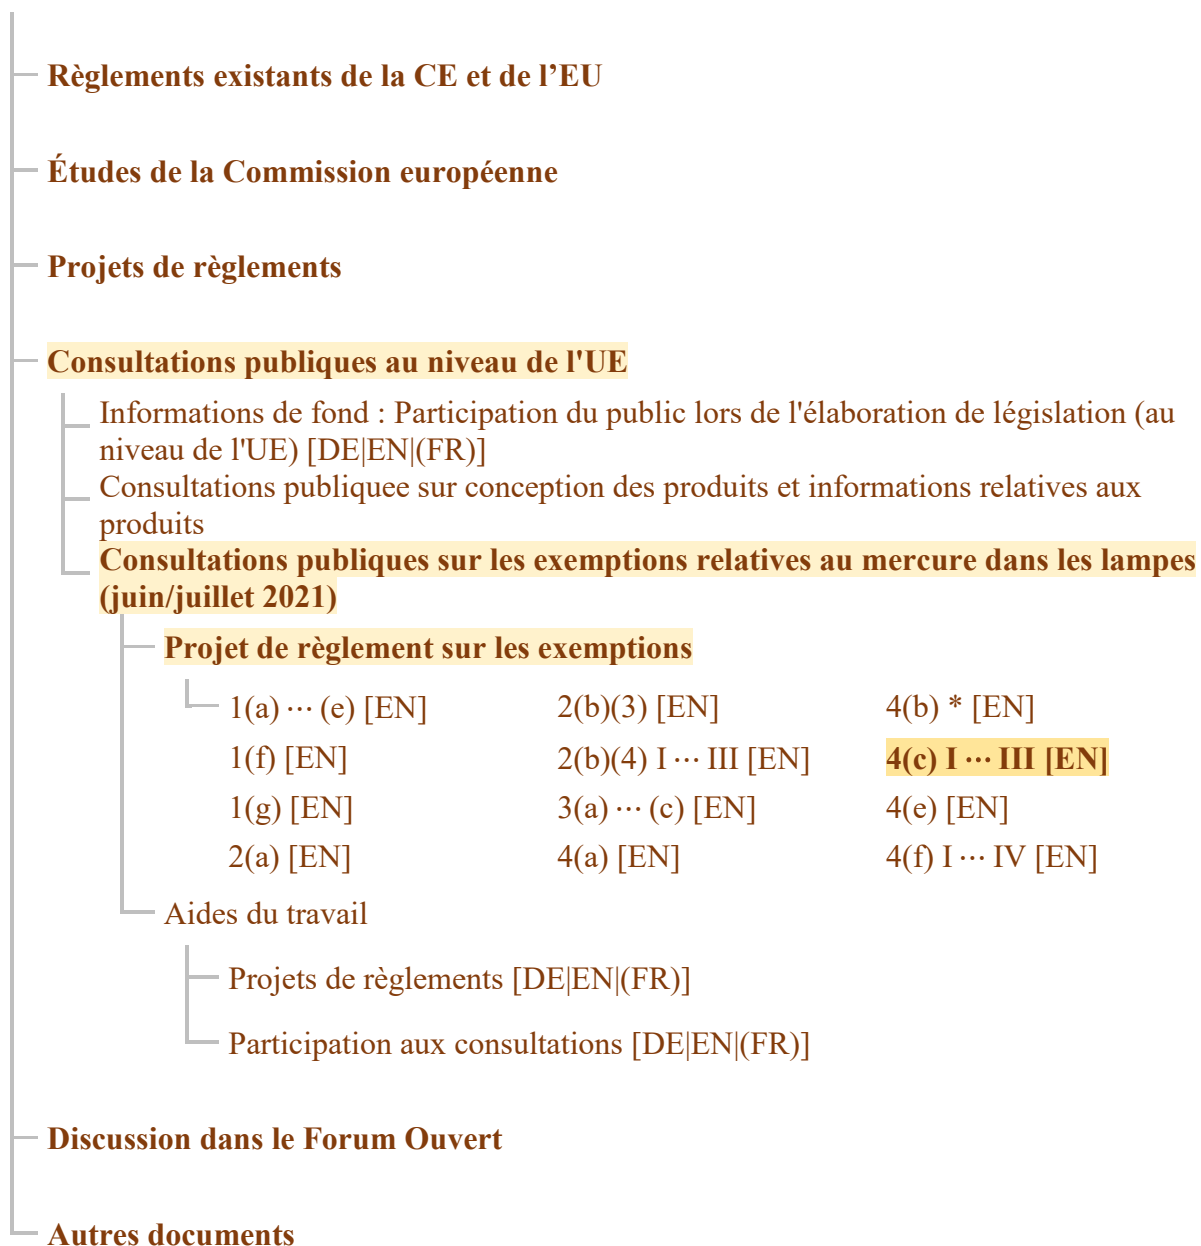 Règlements existants de la CE et de l’EU
Études de la Commission européenne
Projets de règlements
Consultations publiques au niveau de l'UE
Informations de fond : Participation du public lors de l'élaboration de législation (au
niveau de l'UE) [DE|EN|(FR)]
Consultations publiquee sur conception des produits et informations relatives aux
produits
Consultations publiques sur les exemptions relatives au mercure dans les lampes
(juin/juillet 2021)
Projet de règlement sur les exemptions
1(a) ··· (e) [EN] 2(b)(3) [EN] 4(b) * [EN]
1(f) [EN] 2(b)(4) I ··· III [EN] 4(c) I ··· III [EN]
1(g) [EN] 3(a) ··· (c) [EN] 4(e) [EN]
2(a) [EN] 4(a) [EN] 4(f) I ··· IV [EN]
Aides du travail
Projets de règlements [DE|EN|(FR)]
Participation aux consultations [DE|EN|(FR)]
Discussion dans le Forum Ouvert
Autres documents